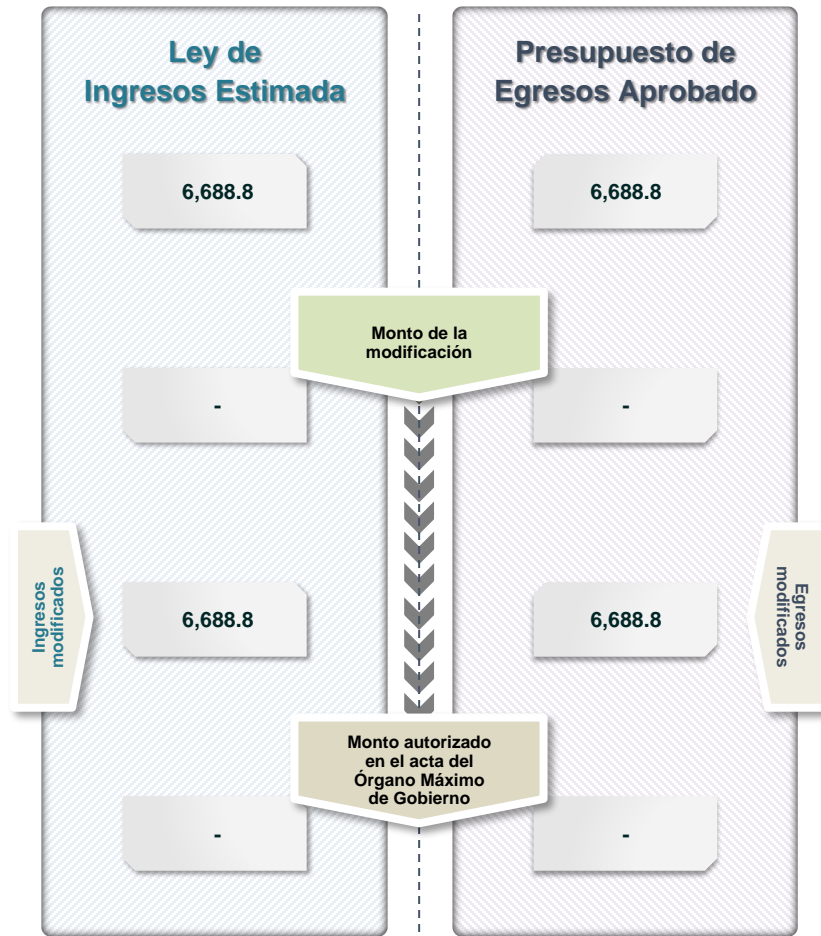 Ley de
Ingresos Estimada
Presupuesto de
Egresos Aprobado
6,688.8
6,688.8
Monto de la
modificación
-
-
Ingresos
modificados
6,688.8
6,688.8
Egresos
modificados
Monto autorizado
en el acta del
Órgano Máximo
de Gobierno
-
-